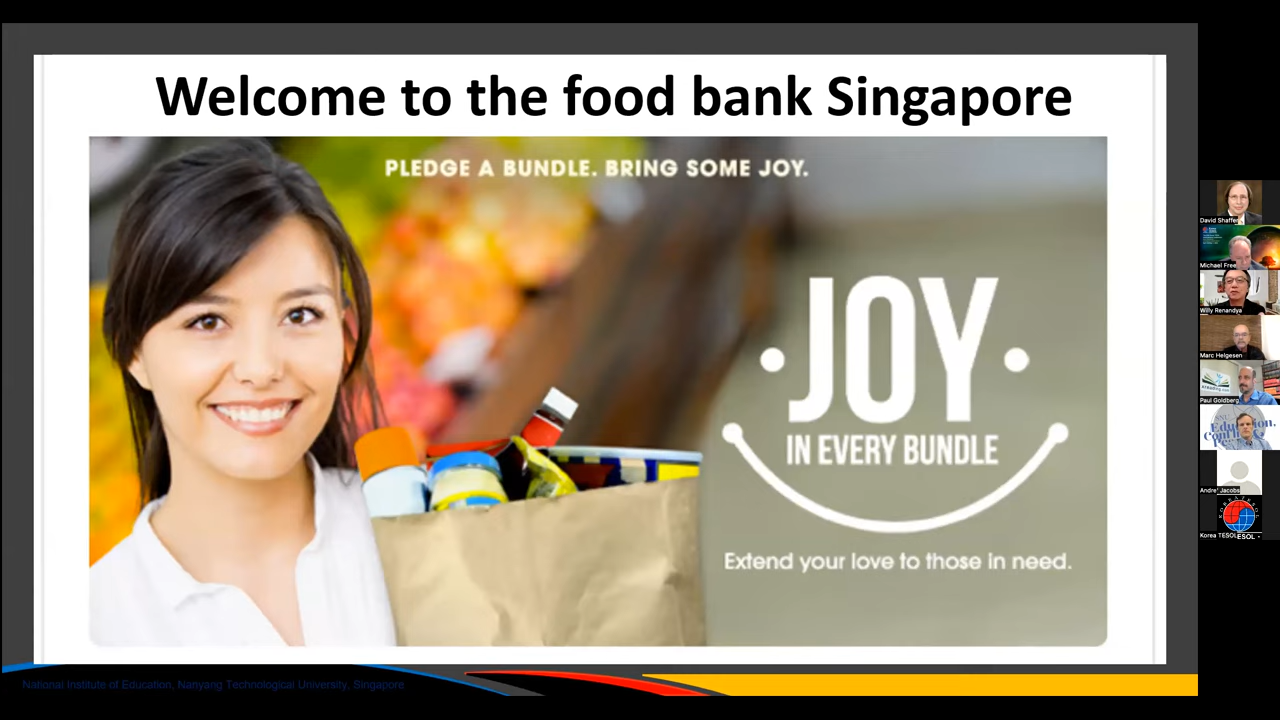 Welcome to the food bank Singapore
PLEDGE A BUNDLE. BRING SOME JOY.
JOY
IN EVERY BUNDLE
Extend your love to those in need.
National Institute of Education, Nanyang Technological University, Singapore
David Shaffer
Michael Free
Willy Renandya
Marc Helgesen
Paul Goldberg
Andre' Jacobs
Korea TESOL